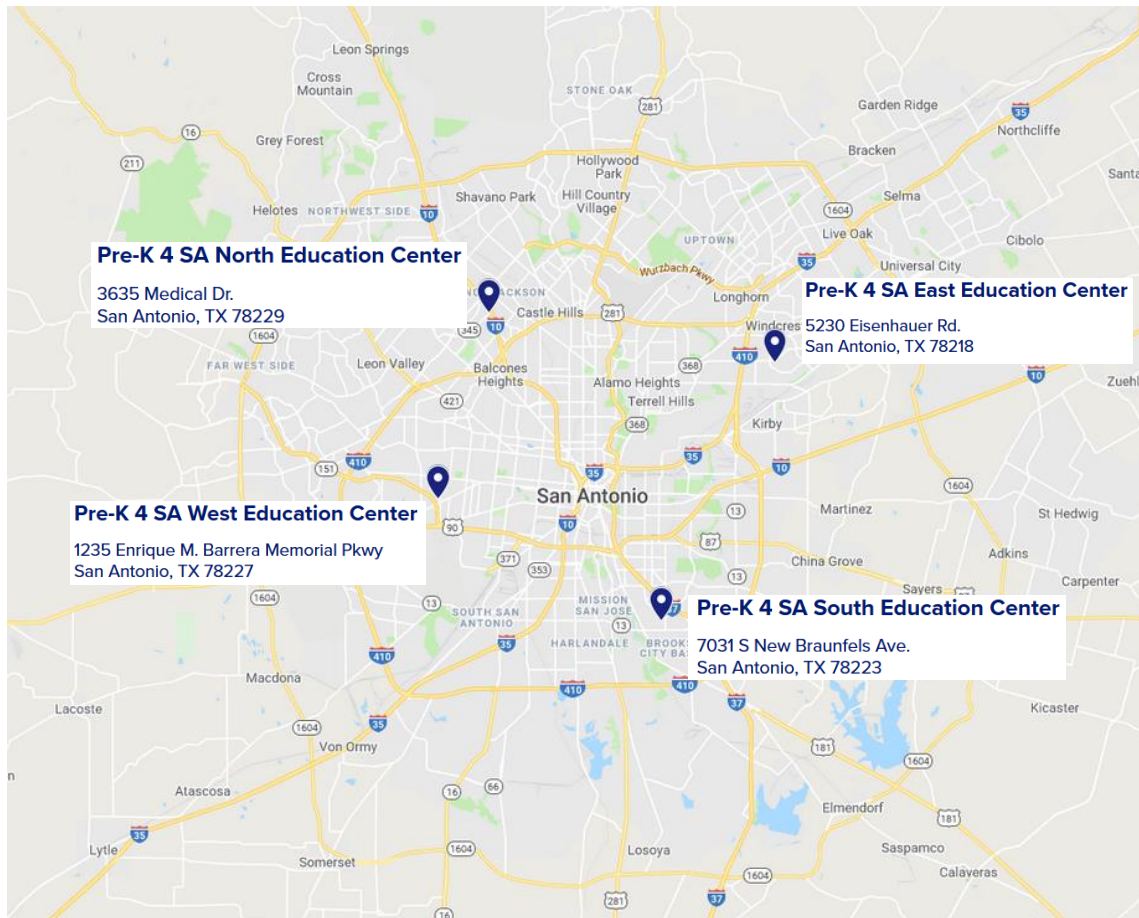 Leon Springs
Cross
Mountain
STONE OAK
281
Garden Ridge
35
Northcliffe
16
Grey Forest
Bracken
211
Hollywood
Park
Santa
Shavano Park
Hill Country
Village
Selma
Helotes
NORTHWEST SIDE
10
1604
Live Oak
UPTOWN
Cibolo
Pre-K 4 SA North Education Center
3635 Medical Dr.
San Antonio, TX 78229
35
Universal City
Wurzbach Pkwy
Longhorn
Pre-K 4 SA East Education Center
5230 Eisenhauer Rd.
San Antonio, TX 78218
JACKSON
Castle Hills
281
10
345
1604
410
FAR WEST SIDE
Leon Valley
Balcones
Heights
368
10
Zuehl
Alamo Heights
Terrell Hills
421
368
Kirby
410
151
35
35
10
1604
San Antonio
Pre-K 4 SA West Education Center
1235 Enrique M. Barrera Memorial Pkwy
San Antonio, TX 78227
90
10
13
Martinez
St Hedwig
87
371
353
China Grove
Adkins
13
Sayers
Carpenter
1604
13
SOUTH SAN
ANTONIO
MISSION
SAN JOSE
13
HARLANDALE
Pre-K 4 SA South Education Center
7031 S New Braunfels Ave.
San Antonio, TX 78223
35
410
Macdona
410
410
37
Lacoste
Kicaster
35
1604
Von Ormy
181
1604
Atascosa
16
66
Elmendorf
181
35
Lytle
Somerset
1604
Losoya
Saspamco
1604
Calaveras
281
37
16